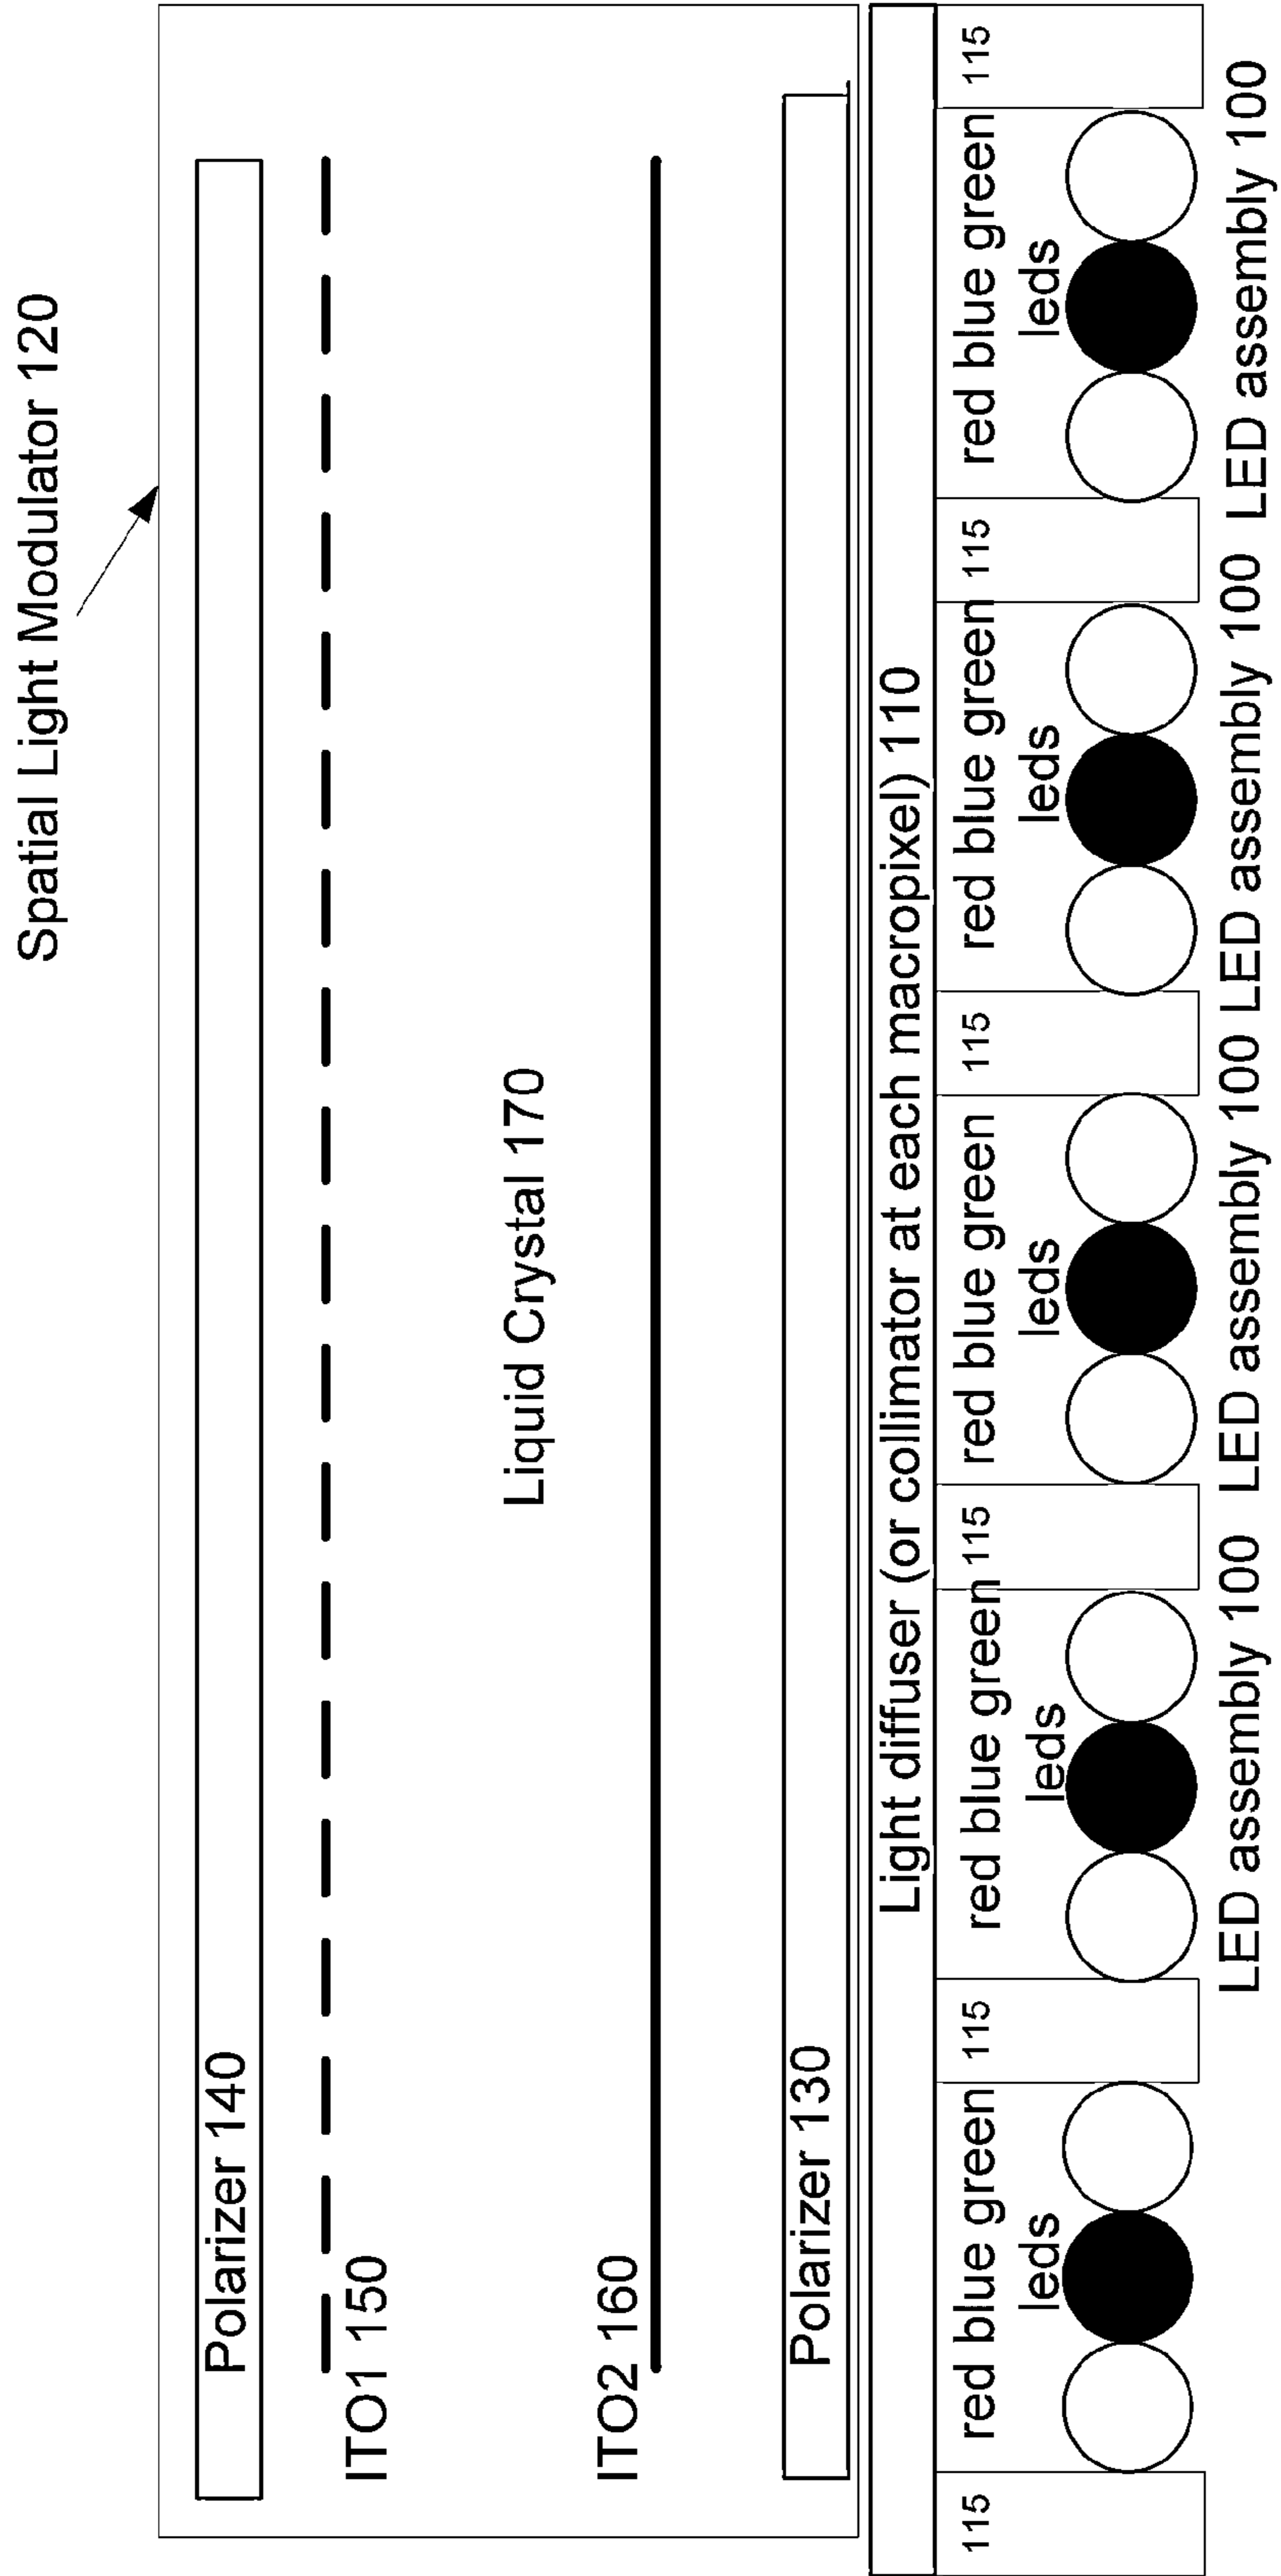 Spatial Light Modulator 120
Polarizer 140
ITO1 150
Liquid Crystal 170
ITO2 160
Polarizer 130
Light diffuser (or collimator at each macropixel) 110
115
red blue green
leds
115
red blue green
leds
115
red blue green
leds
115
red blue green
leds
115
red blue green
leds
115
LED assembly 100
LED assembly 100
LED assembly 100
LED assembly 100